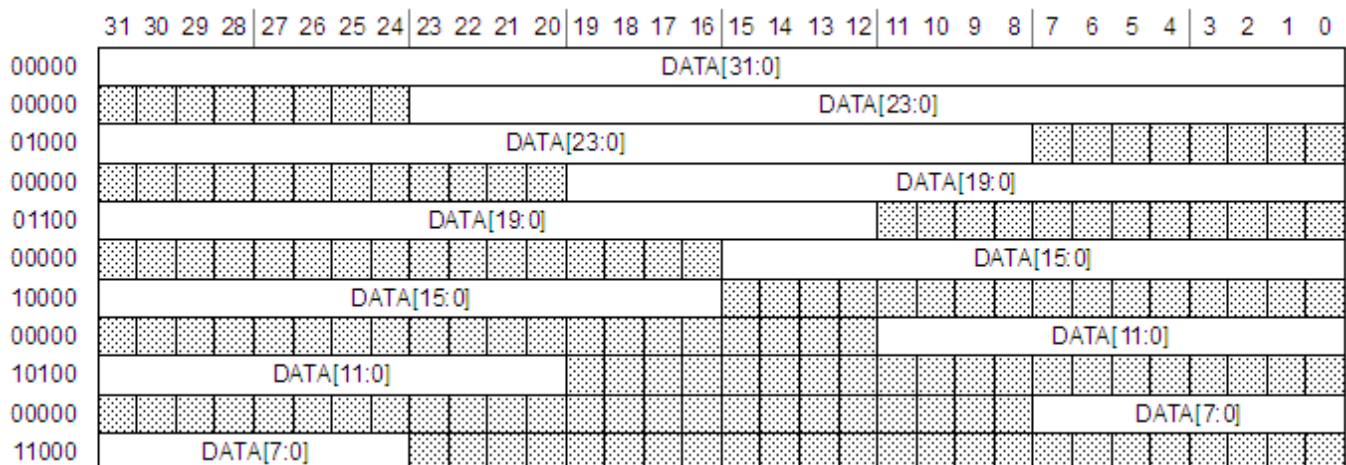 31 30 29 28 27 26 25 24 23 22 21 20 19 18 17 16 15 14 13 12 11 10 9 8 7 6 5 4 3 2 1 0
00000 DATA[31:0]
00000 DATA[23:0]
01000 DATA[23:0]
00000 DATA[19:0]
01100 DATA[19:0]
00000 DATA[15:0]
10000 DATA[15:0]
00000 DATA[11:0]
10100 DATA[11:0]
00000 DATA[7:0]
11000 DATA[7:0]